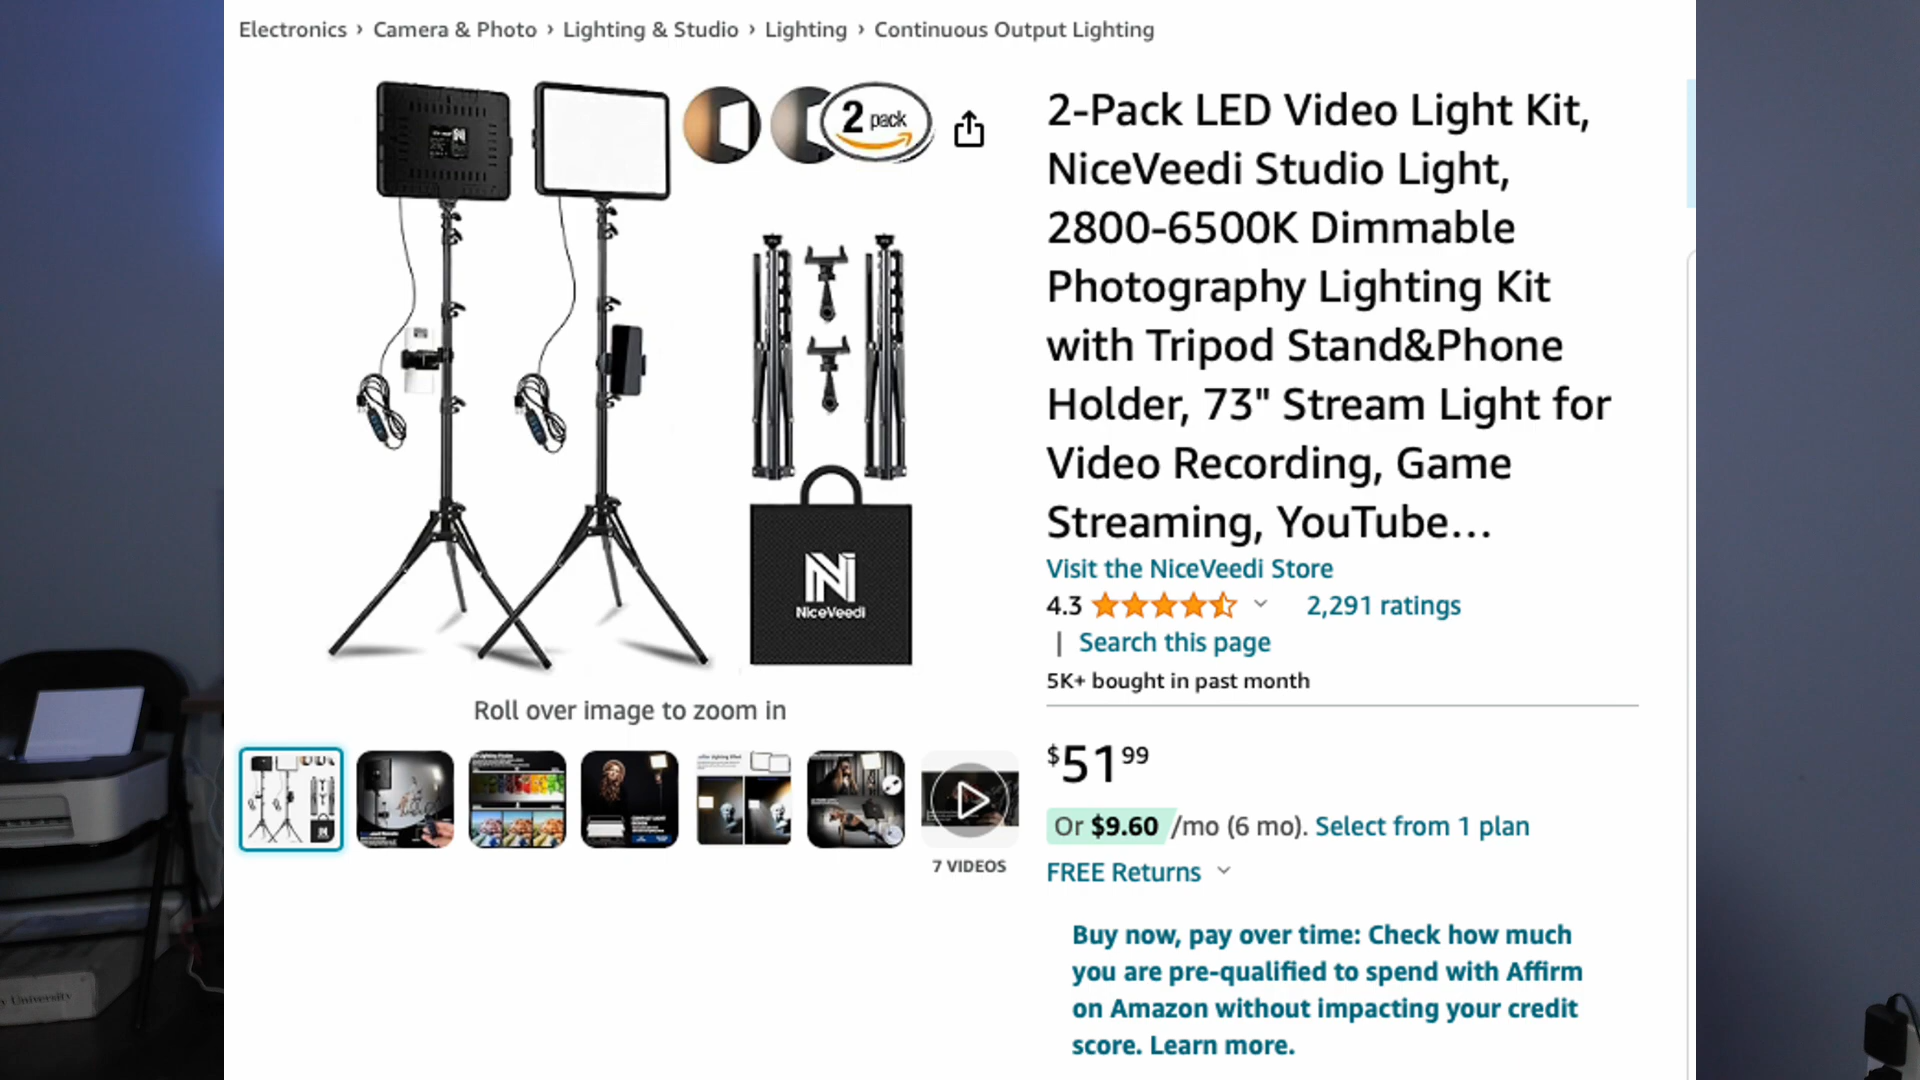 Electronics › Camera & Photo › Lighting & Studio › Lighting › Continuous Output Lighting
2 pack
NiceVeedi
Roll over image to zoom in
7 VIDEOS
2-Pack LED Video Light Kit,
NiceVeedi Studio Light,
2800-6500K Dimmable
Photography Lighting Kit
with Tripod Stand&Phone
Holder, 73" Stream Light for
Video Recording, Game
Streaming, YouTube...
Visit the NiceVeedi Store
4.3 2,291 ratings
| Search this page
5K+ bought in past month
$51.99
Or $9.60 /mo (6 mo). Select from 1 plan
FREE Returns
Buy now, pay over time: Check how much
you are pre-qualified to spend with Affirm
on Amazon without impacting your credit
score. Learn more.
University